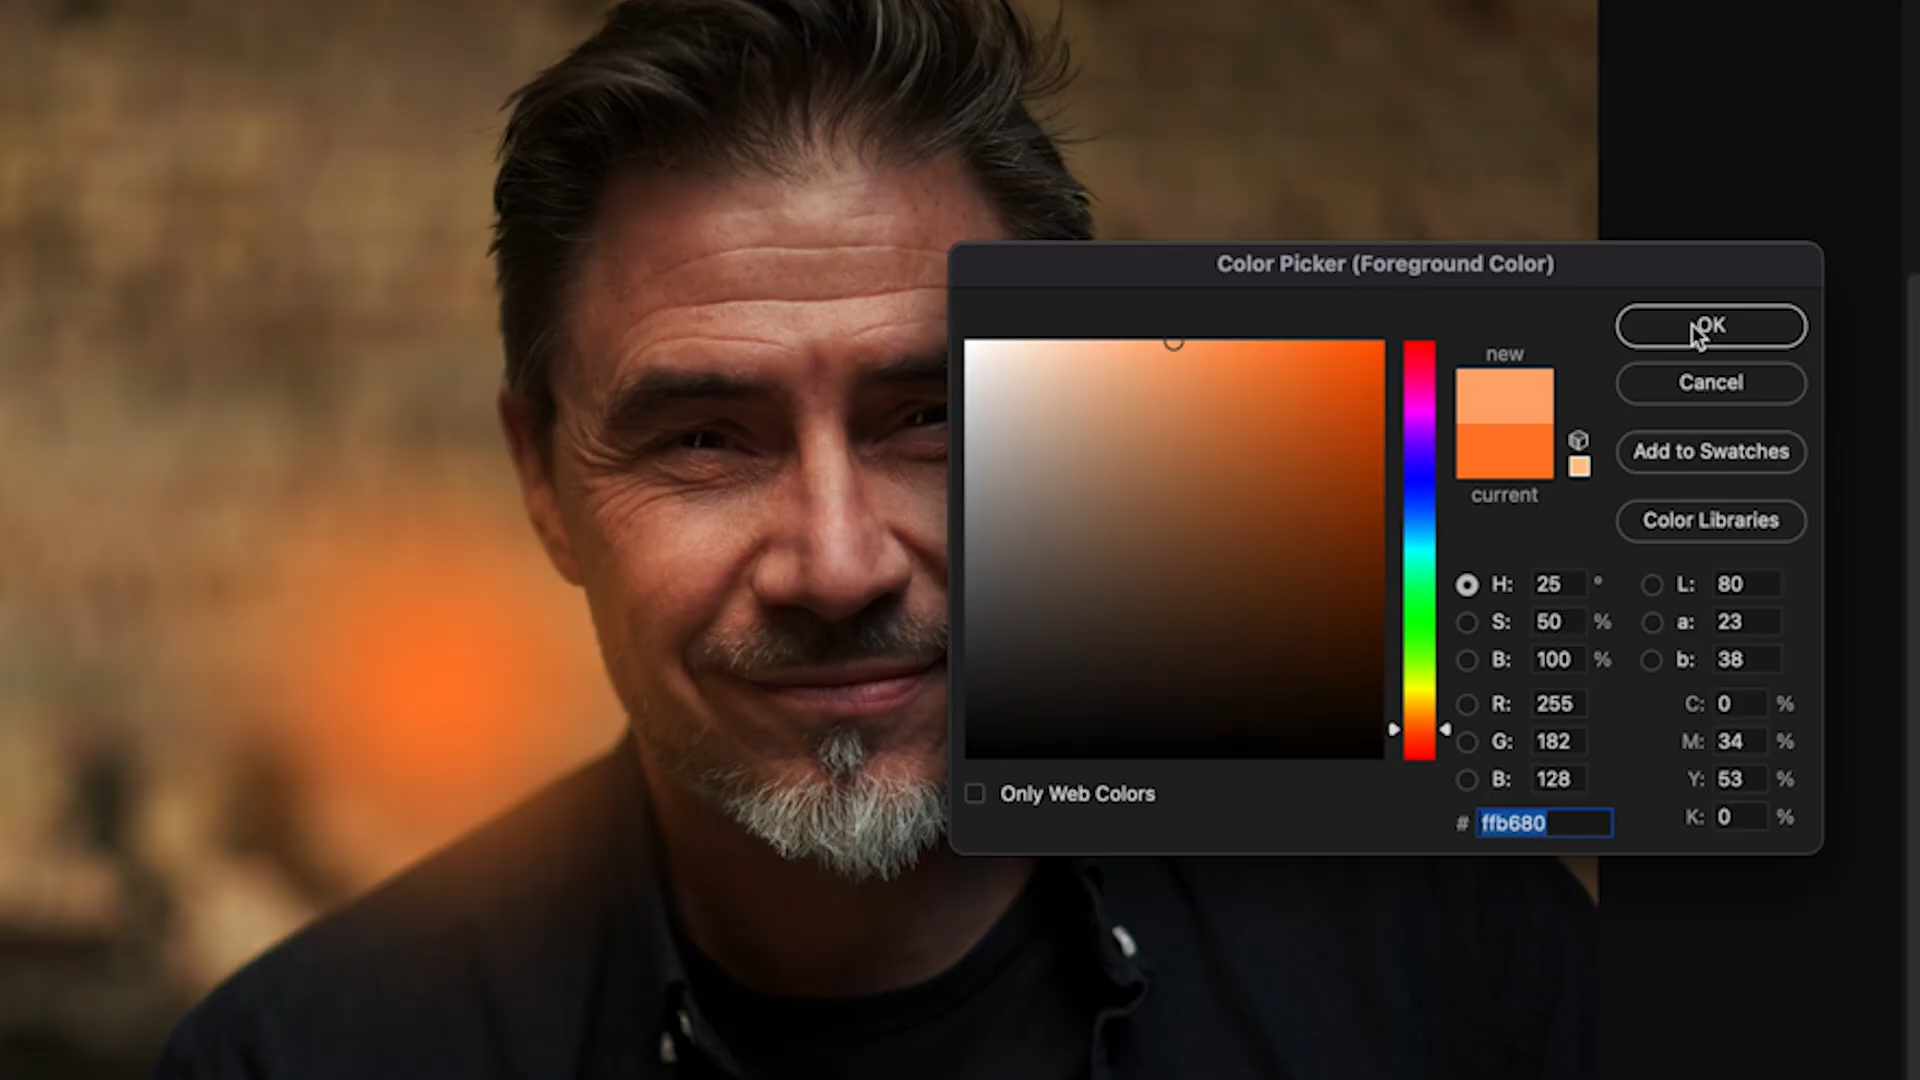 Color Picker (Foreground Color)
OK
new
Cancel
Add to Swatches
current
Color Libraries
H: 25 °
L: 80
S: 50 %
a: 23
B: 100 %
b: 38
R: 255
C: 0 %
G: 182
M: 34 %
B: 128
Y: 53 %
Only Web Colors
# ffb680
K: 0 %